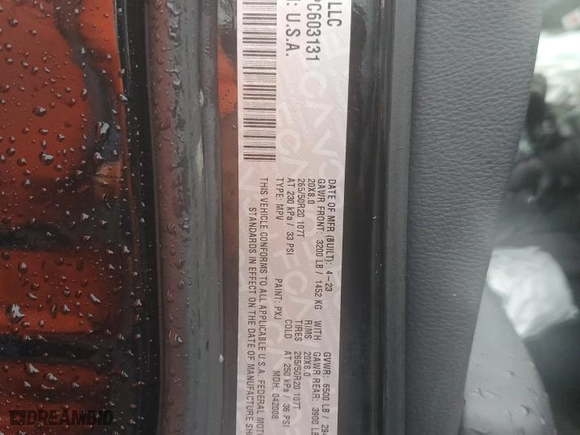 LLC
PC603131
: U.S.A.
DATE OF MFR (BUILT): 4-23 GVWR: 6500 LB / 29
GAWR FRONT: 3200 LB / 1452 KG WITH GAWR REAR: 3900 LB
20X8.0 RIMS 20X8.0
265/50R20 107T TIRES 265/50R20 107T
AT 230 kPa / 33 PSI COLD AT 250 kPa / 36 PSI
TYPE: MPV PAINT: PXJ MDH: 042008
THIS VEHICLE CONFORMS TO ALL APPLICABLE U.S.A. FEDERAL MOTO
STANDARDS IN EFFECT ON THE DATE OF MANUFACTURE SH
DREAMBID